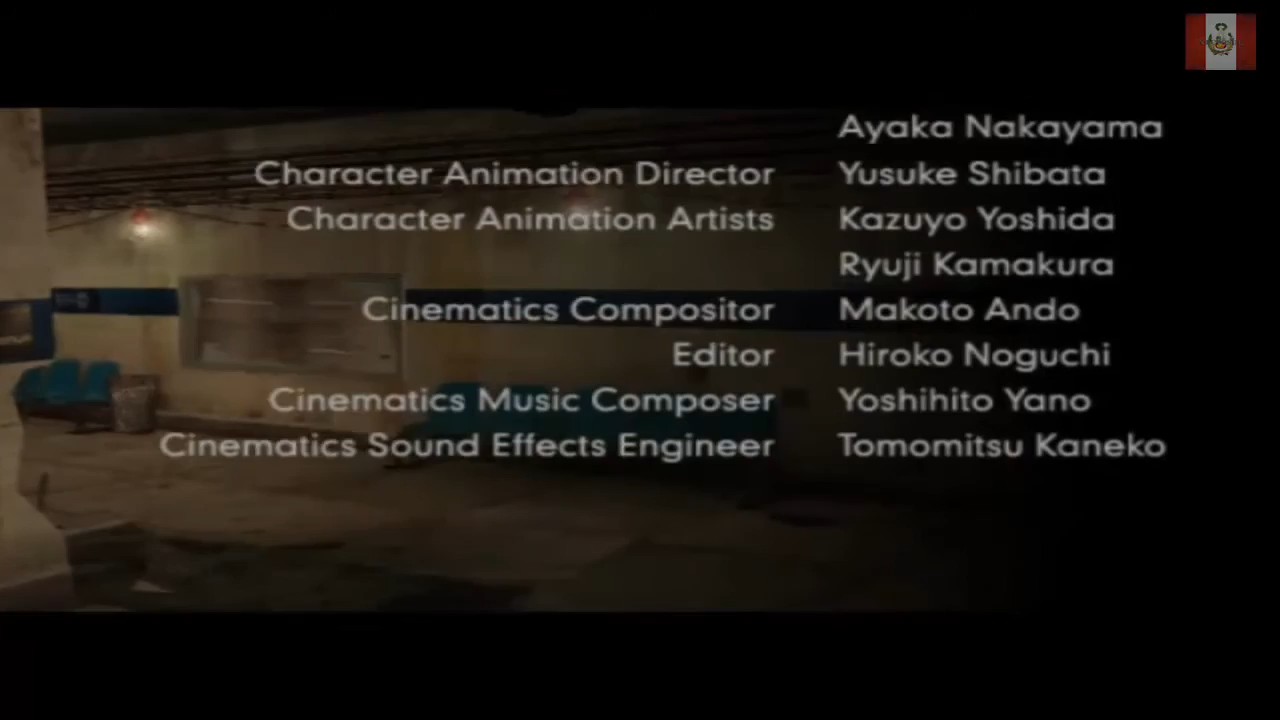 Ayaka Nakayama
Character Animation Director Yusuke Shibata
Character Animation Artists Kazuyo Yoshida
Ryuji Kamakura
Cinematics Compositor Makoto Ando
Editor Hiroko Noguchi
Cinematics Music Composer Yoshihito Yano
Cinematics Sound Effects Engineer Tomomitsu Kaneko